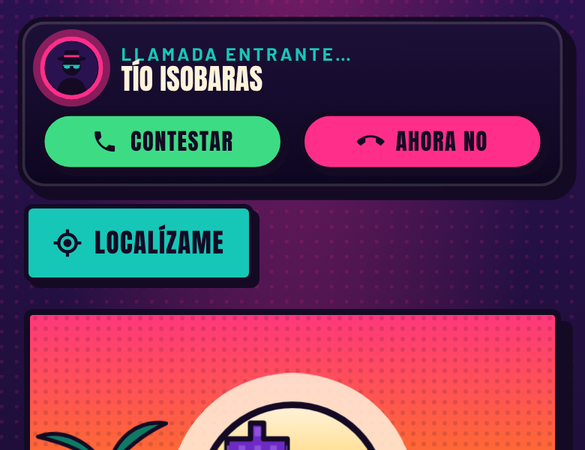 LLAMADA ENTRANTE…
TÍO ISOBARAS
CONTESTAR
AHORA NO
LOCALÍZAME